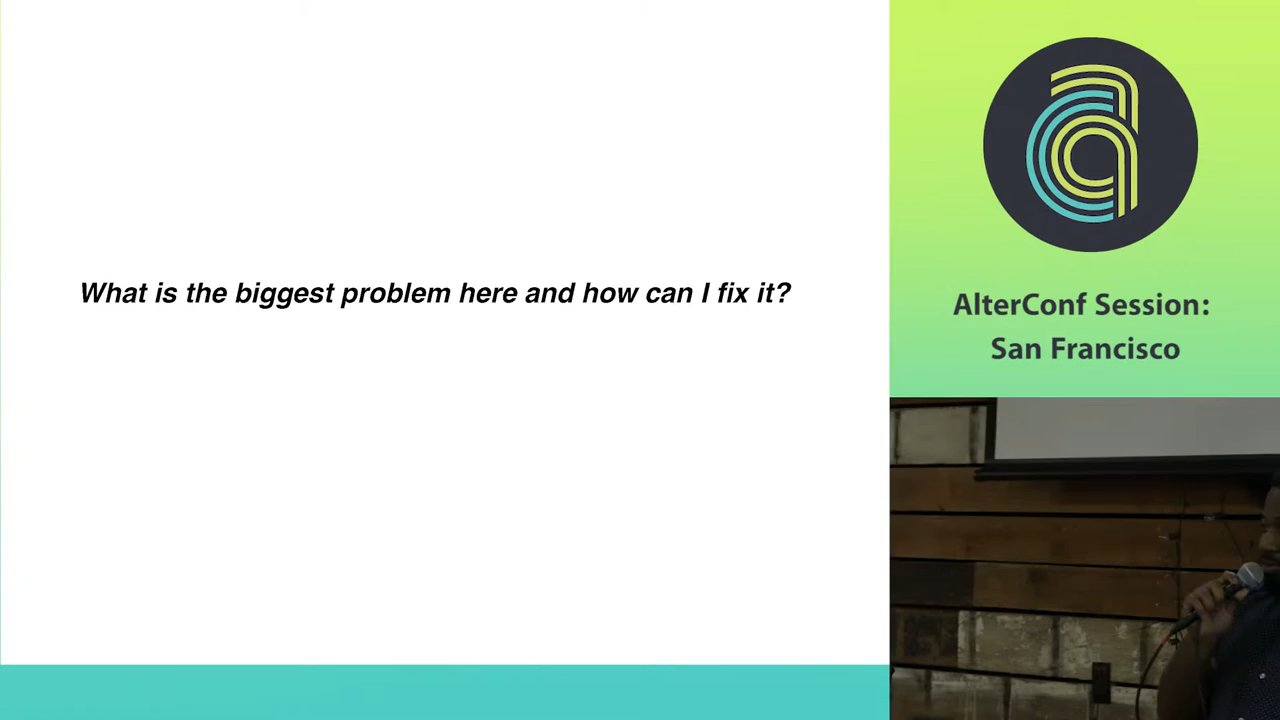 What is the biggest problem here and how can I fix it?
AlterConf Session:
San Francisco